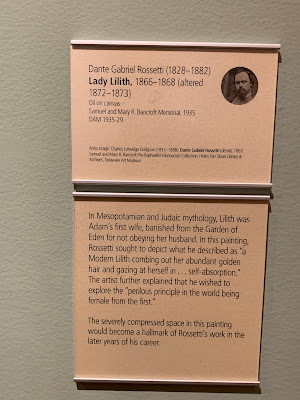 Dante Gabriel Rossetti (1828–1882)
Lady Lilith, 1866–1868 (altered
1872–1873)
Oil on canvas
Samuel and Mary R. Bancroft Memorial, 1935
DAM 1935-29
Artist image: Charles Lutwidge Dodgson (1832–1898), Dante Gabriel Rossetti (detail), 1863.
Samuel and Mary R. Bancroft Pre-Raphaelite Manuscript Collection, Helen Farr Sloan Library &
Archives, Delaware Art Museum
In Mesopotamian and Judaic mythology, Lilith was
Adam's first wife, banished from the Garden of
Eden for not obeying her husband. In this painting,
Rossetti sought to depict what he described as "a
Modern Lilith combing out her abundant golden
hair and gazing at herself in . . . self-absorption."
The artist further explained that he wished to
explore the "perilous principle in the world being
female from the first."
The severely compressed space in this painting
would become a hallmark of Rossetti's work in the
later years of his career.